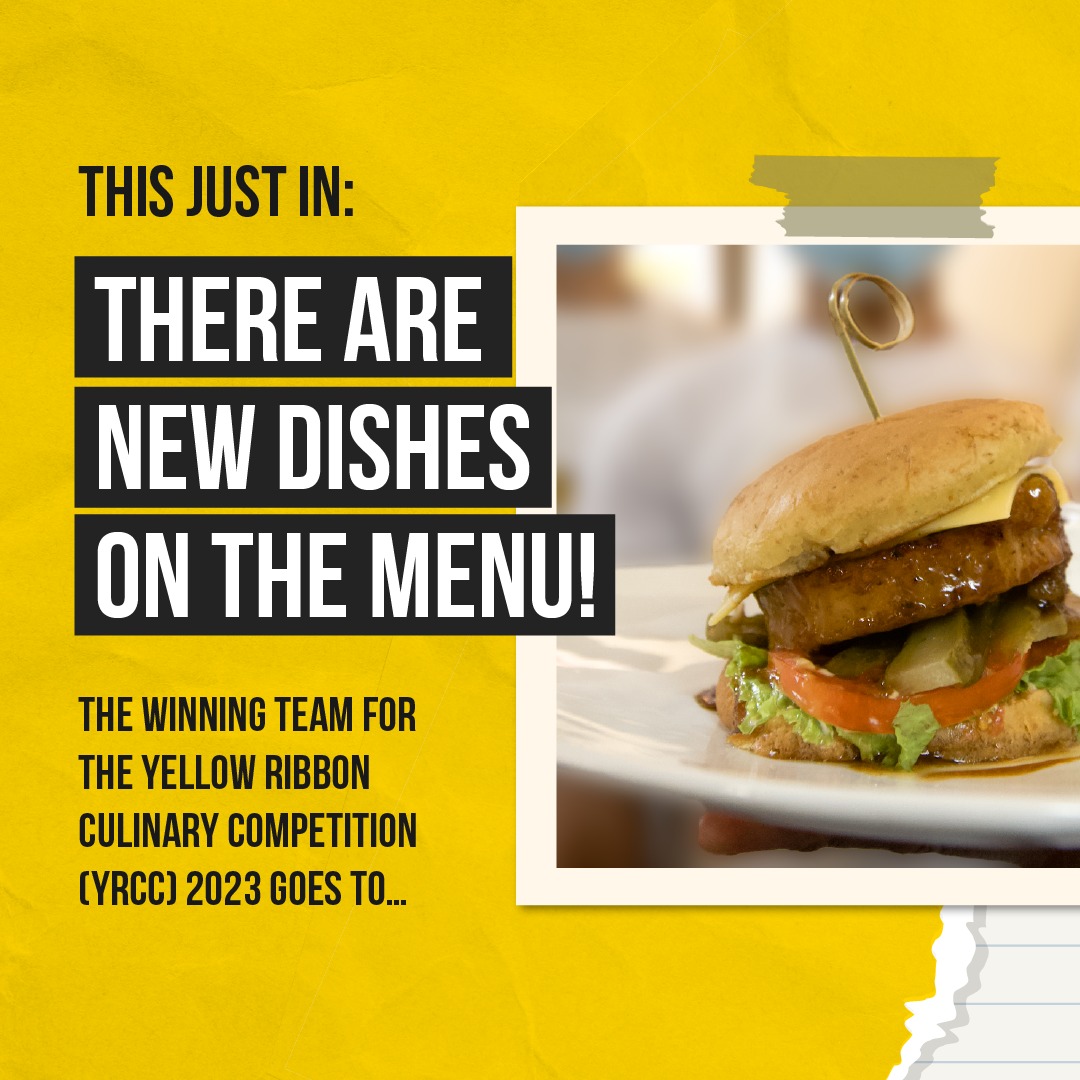 THIS JUST IN:
THERE ARE
NEW DISHES
ON THE MENU!
THE WINNING TEAM FOR
THE YELLOW RIBBON
CULINARY COMPETITION
(YRCC) 2023 GOES TO...